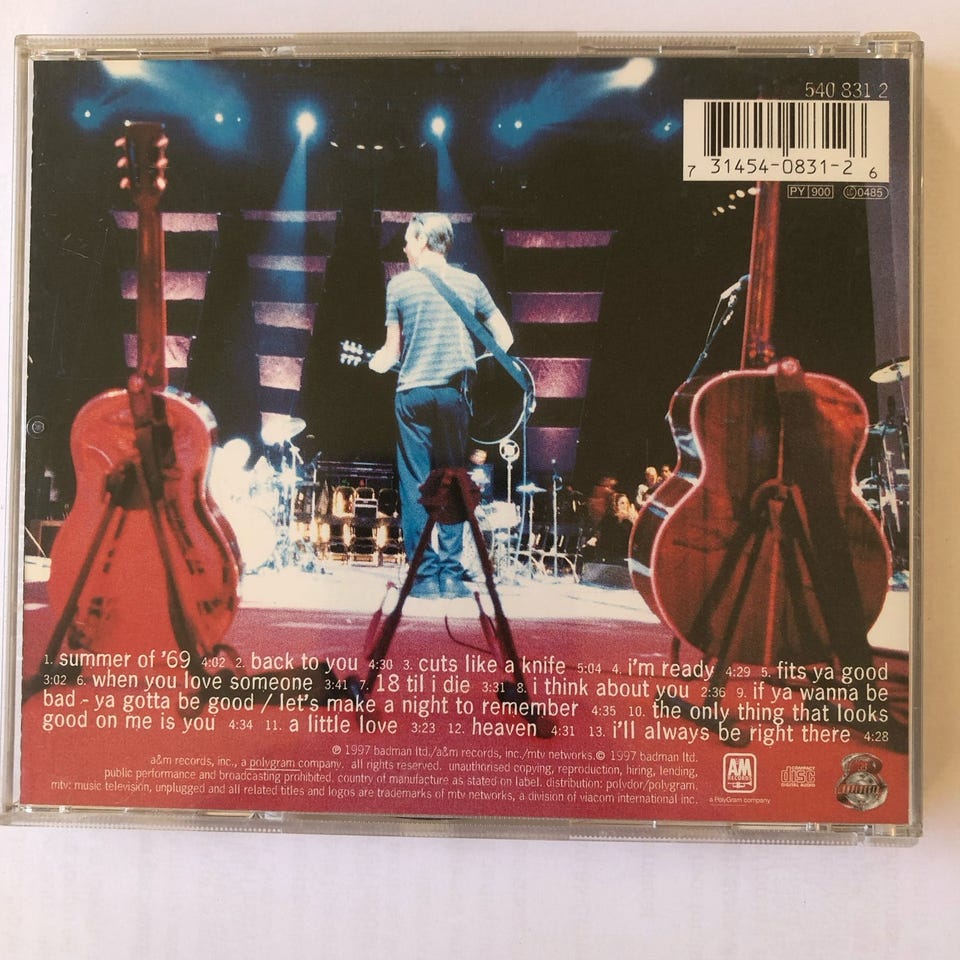 540 831 2
7 31454-0831-2 6
PY 900 LC 0485
1. summer of '69 4:02 2. back to you 4:30 3. cuts like a knife 5:04 4. i'm ready 4:29 5. fits ya good
3:02 6. when you love someone 3:41 7. 18 til i die 3:31 8. i think about you 2:36 9. if ya wanna be
bad - ya gotta be good / let's make a night to remember 4:35 10. the only thing that looks
good on me is you 4:34 11. a little love 3:23 12. heaven 4:31 13. i'll always be right there 4:28
℗ 1997 badman ltd./a&m records, inc./mtv networks. © 1997 badman ltd.
a&m records, inc., a polygram company. all rights reserved. unauthorised copying, reproduction, hiring, lending,
public performance and broadcasting prohibited. country of manufacture as stated on label. distribution: polydor/polygram.
mtv: music television, unplugged and all related titles and logos are trademarks of mtv networks, a division of viacom international inc.
A&M
RECORDS
a PolyGram company
COMPACT
disc
DIGITAL AUDIO